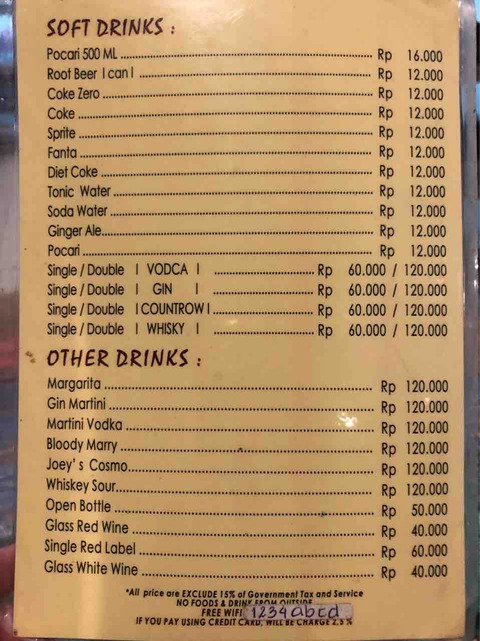 SOFT DRINKS :
Pocari 500 ML Rp 16.000
Root Beer |can| Rp 12.000
Coke Zero Rp 12.000
Coke Rp 12.000
Sprite Rp 12.000
Fanta Rp 12.000
Diet Coke Rp 12.000
Tonic Water Rp 12.000
Soda Water Rp 12.000
Ginger Ale Rp 12.000
Pocari Rp 12.000
Single / Double | VODCA | Rp 60.000 / 120.000
Single / Double | GIN | Rp 60.000 / 120.000
Single / Double | COUNTROW | Rp 60.000 / 120.000
Single / Double | WHISKY | Rp 60.000 / 120.000
OTHER DRINKS :
Margarita Rp 120.000
Gin Martini Rp 120.000
Martini Vodka Rp 120.000
Bloody Marry Rp 120.000
Joey's Cosmo Rp 120.000
Whiskey Sour Rp 120.000
Open Bottle Rp 50.000
Glass Red Wine Rp 40.000
Single Red Label Rp 60.000
Glass White Wine Rp 40.000
*All price are EXCLUDE 15% of Government Tax and Service
NO FOODS & DRINK FROM OUTSIDE
FREE WIFI 1234abcd
IF YOU PAY USING CREDIT CARD, WILL BE CHARGE 2.5 %